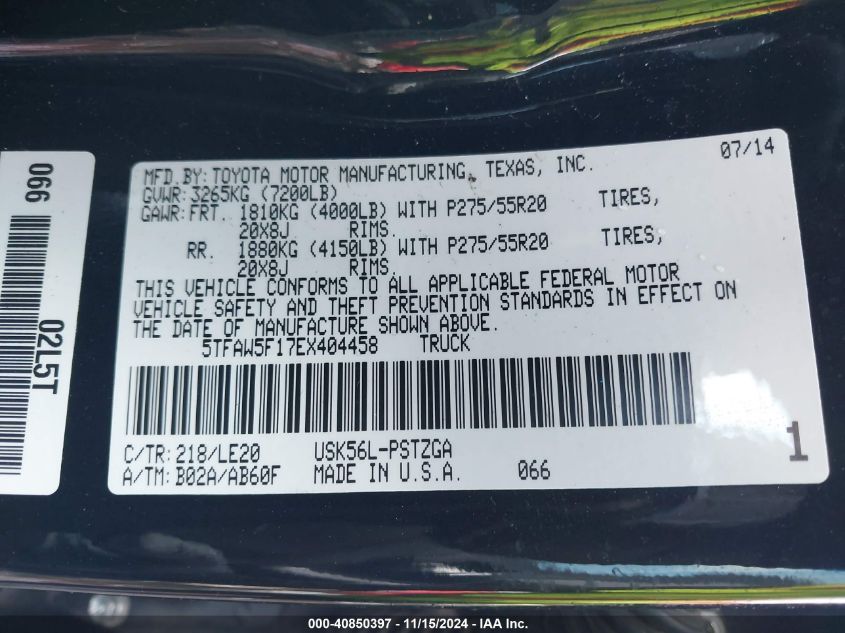 066
02L5T
07/14
MFD.BY: TOYOTA MOTOR MANUFACTURING, TEXAS, INC.
GVWR: 3265KG (7200LB)
GAWR: FRT. 1810KG (4000LB) WITH P275/55R20 TIRES,
20X8J RIMS.
RR. 1880KG (4150LB) WITH P275/55R20 TIRES,
20X8J RIMS.
THIS VEHICLE CONFORMS TO ALL APPLICABLE FEDERAL MOTOR
VEHICLE SAFETY AND THEFT PREVENTION STANDARDS IN EFFECT ON
THE DATE OF MANUFACTURE SHOWN ABOVE.
5TFAW5F17EX404458 TRUCK
C/TR: 218/LE20 USK56L-PSTZGA
A/TM: B02A/AB60F MADE IN U.S.A. 066
1
000-40850397 - 11/15/2024 - IAA Inc.